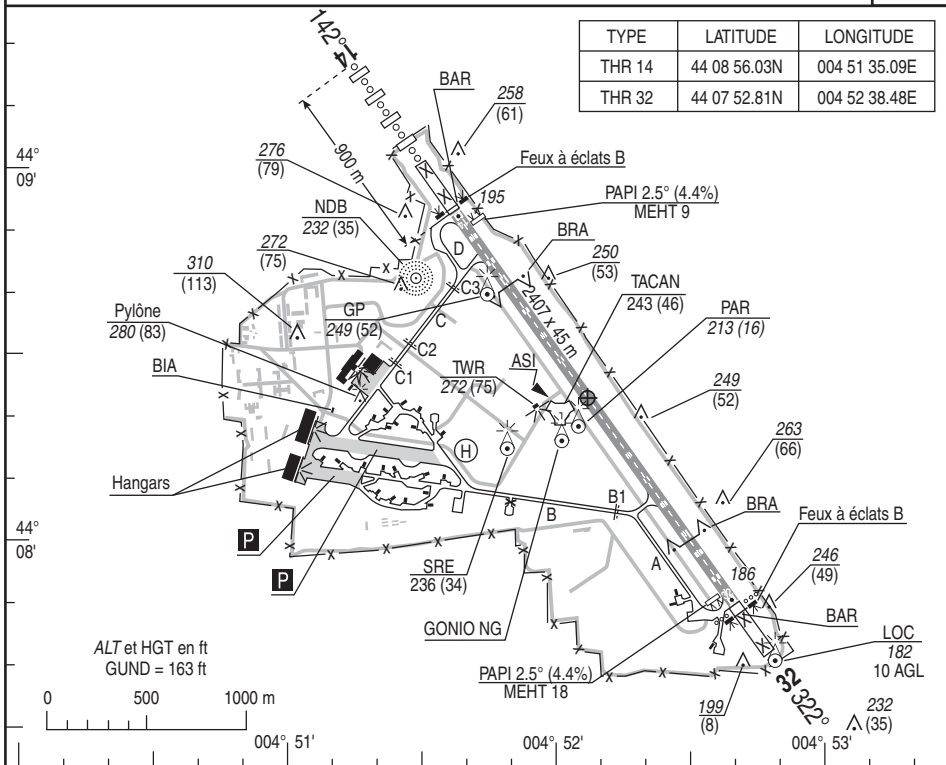 TYPE LATITUDE LONGITUDE
THR 14 44 08 56.03N 004 51 35.09E
THR 32 44 07 52.81N 004 52 38.48E
142°
14
BAR
258
(61)
44°
09'
276
(79)
900 m
Feux à éclats B
195
PAPI 2.5° (4.4%)
MEHT 9
NDB
232 (35)
BRA
D
272
(75)
250
(53)
310
(113)
TACAN
243 (46)
C3
GP
249 (52)
2407 x 45 m
PAR
213 (16)
Pylône
280 (83)
C
C2
TWR
272 (75)
ASI
BIA
C1
249
(52)
H
263
(66)
Hangars
B
B1
BRA
Feux à éclats B
44°
08'
P
P
SRE
236 (34)
A
186
246
(49)
GONIO NG
BAR
LOC
182
10 AGL
ALT et HGT en ft
GUND = 163 ft
PAPI 2.5° (4.4%)
MEHT 18
32
322°
199
(8)
232
(35)
0 500 1000 m
004° 51' 004° 52' 004° 53'